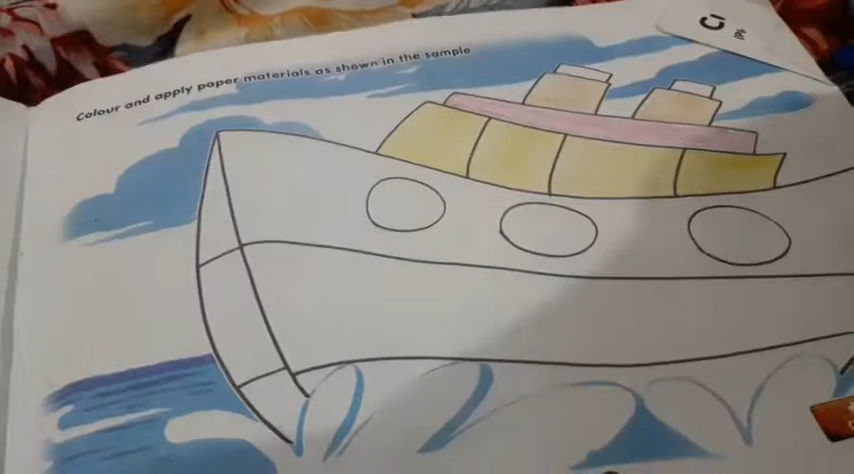 Colour and apply paper materials as shown in the sample